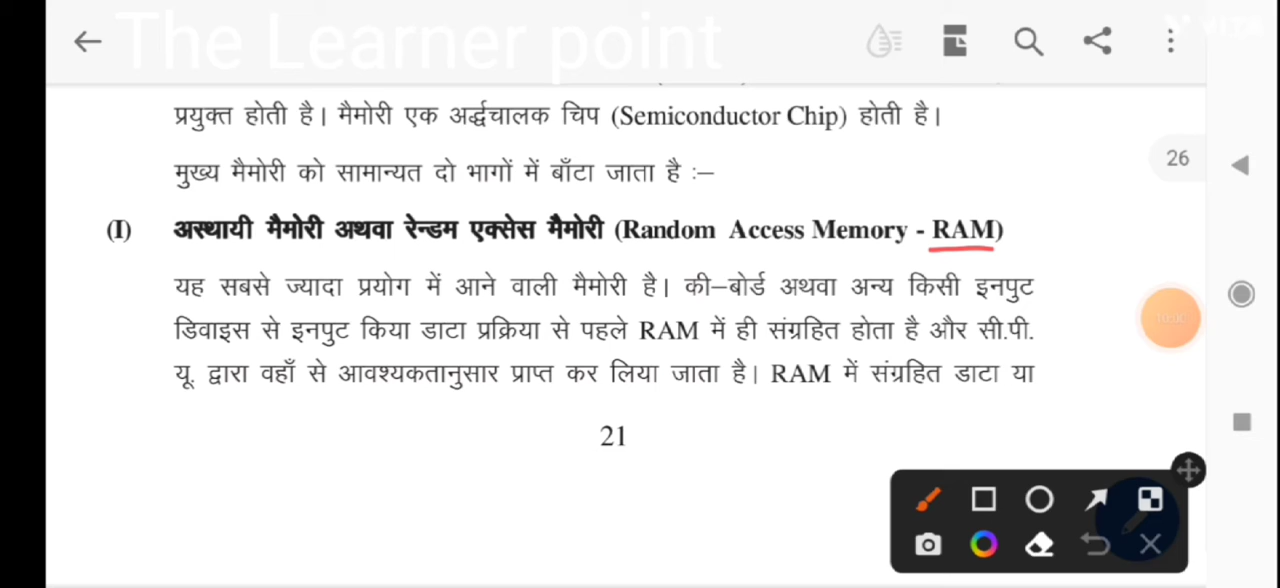 The Learner point
VITA
प्रयुक्त होती है। मैमोरी एक अर्द्धचालक चिप (Semiconductor Chip) होती है।
26
मुख्य मैमोरी को सामान्यत दो भागों में बाँटा जाता है :–
(I) अस्थायी मैमोरी अथवा रेन्डम एक्सेस मैमोरी (Random Access Memory - RAM)
यह सबसे ज्यादा प्रयोग में आने वाली मैमोरी है। की–बोर्ड अथवा अन्य किसी इनपुट
डिवाइस से इनपुट किया डाटा प्रक्रिया से पहले RAM में ही संग्रहित होता है और सी.पी.
यू. द्वारा वहाँ से आवश्यकतानुसार प्राप्त कर लिया जाता है। RAM में संग्रहित डाटा या
21